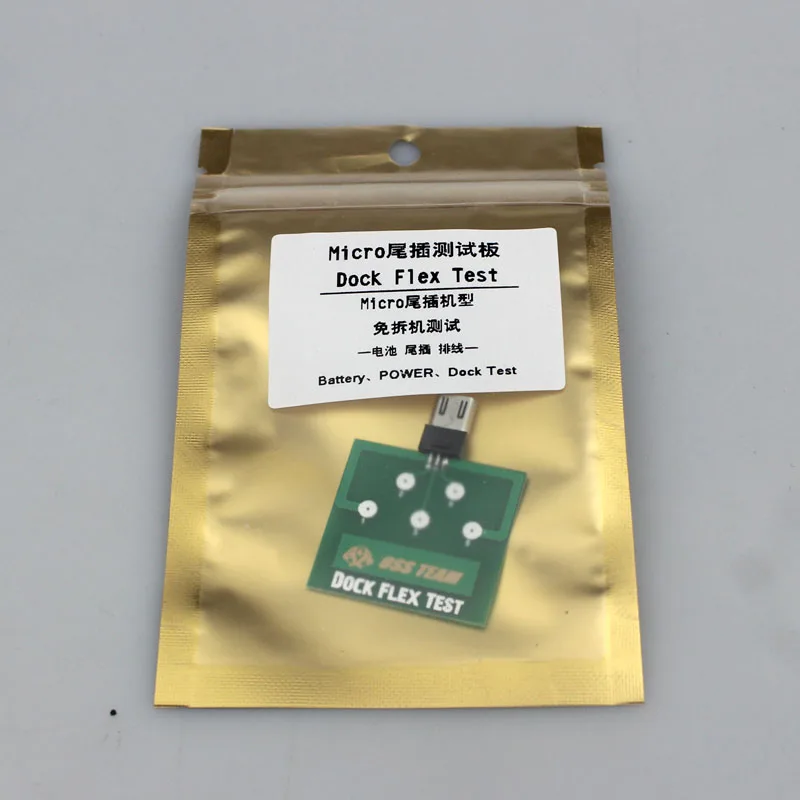 Micro尾插测试板
Dock Flex Test
Micro尾插机型
免拆机测试
—电池 尾插 排线—
Battery、POWER、Dock Test
OSS TEAM
DOCK FLEX TEST